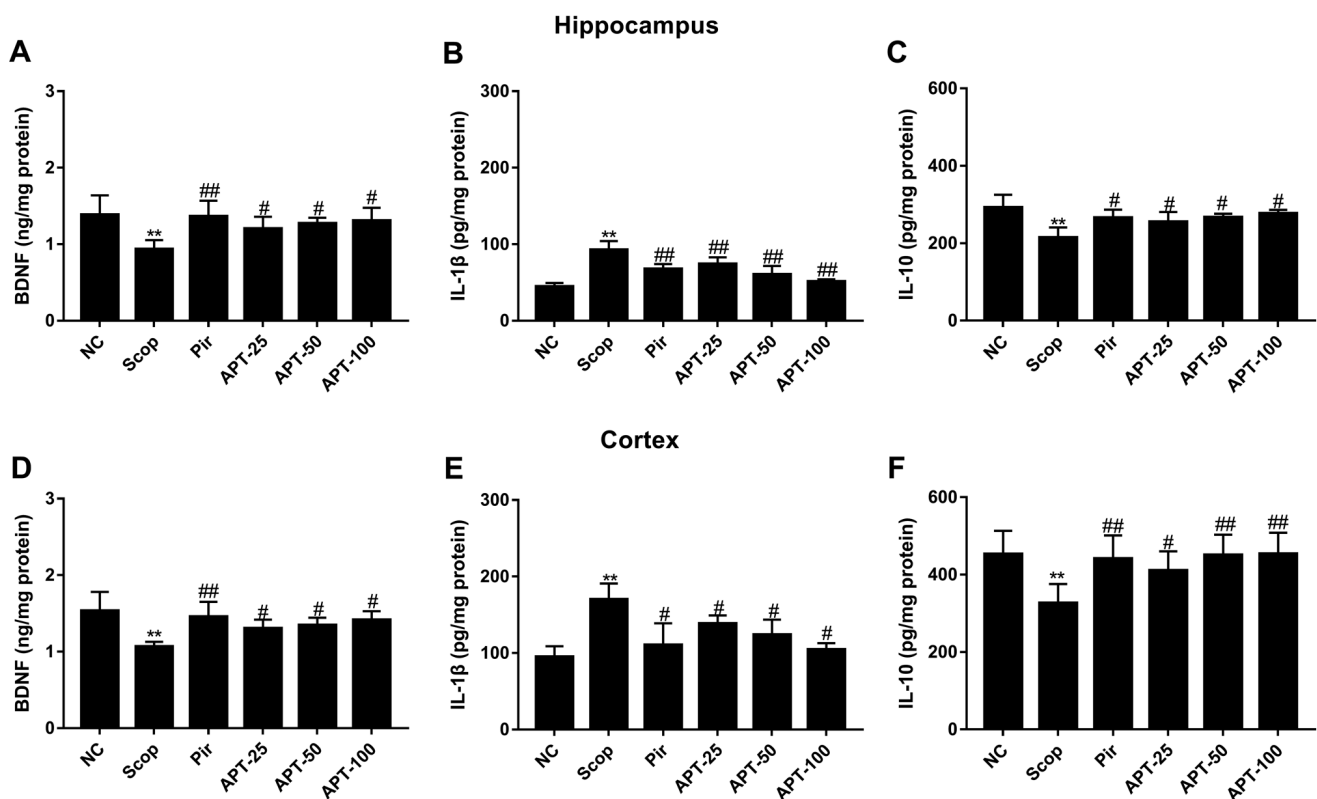 Hippocampus
A
BDNF (ng/mg protein)
3
2
1
0
** ## # # #
NC Scop Pir APT-25 APT-50 APT-100
B
IL-1β (pg/mg protein)
300
200
100
0
** ## ## ## ##
NC Scop Pir APT-25 APT-50 APT-100
C
IL-10 (pg/mg protein)
600
400
200
0
** # # # #
NC Scop Pir APT-25 APT-50 APT-100
Cortex
D
BDNF (ng/mg protein)
3
2
1
0
** ## # # #
NC Scop Pir APT-25 APT-50 APT-100
E
IL-1β (pg/mg protein)
300
200
100
0
** # # # #
NC Scop Pir APT-25 APT-50 APT-100
F
IL-10 (pg/mg protein)
600
400
200
0
** ## # ## ##
NC Scop Pir APT-25 APT-50 APT-100